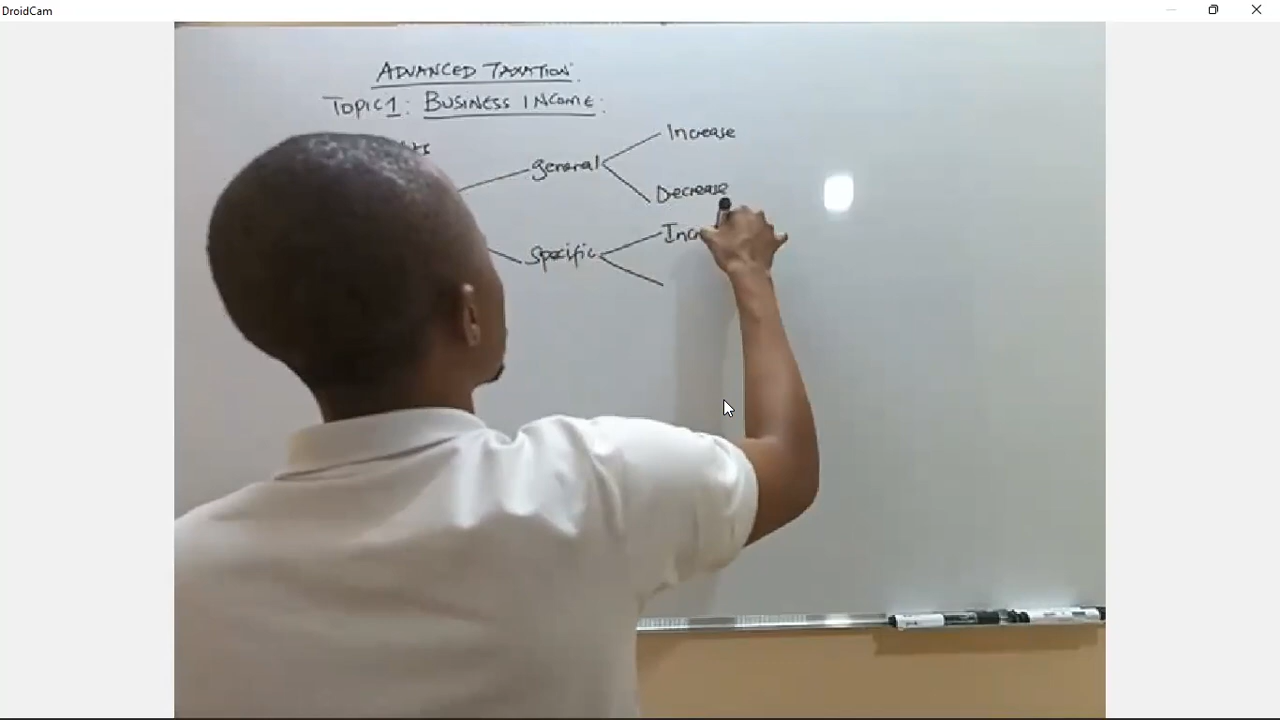 DroidCam
ADVANCED TAXATION.
TOPIC 1: BUSINESS INCOME:
general
Increase
Decrease
Specific